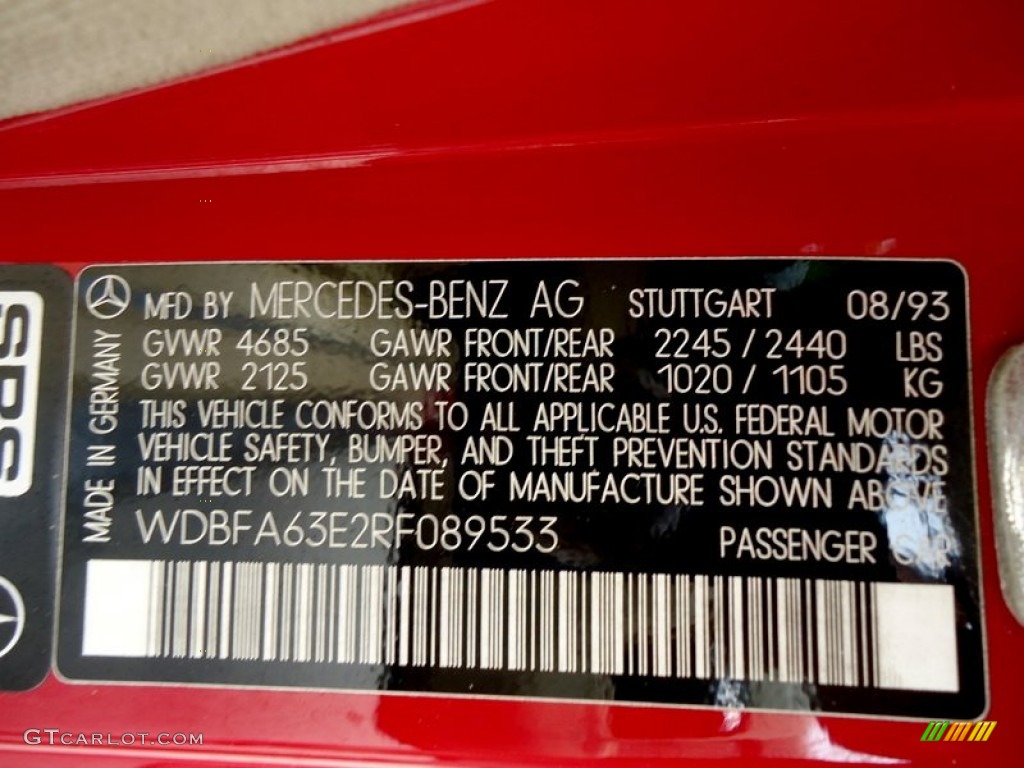 MFD BY MERCEDES-BENZ AG STUTTGART 08/93
GVWR 4685 GAWR FRONT/REAR 2245 / 2440 LBS
GVWR 2125 GAWR FRONT/REAR 1020 / 1105 KG
THIS VEHICLE CONFORMS TO ALL APPLICABLE U.S. FEDERAL MOTOR
VEHICLE SAFETY, BUMPER, AND THEFT PREVENTION STANDARDS
IN EFFECT ON THE DATE OF MANUFACTURE SHOWN ABOVE
WDBFA63E2RF089533 PASSENGER CAR
MADE IN GERMANY
SRS
GTCARLOT.COM